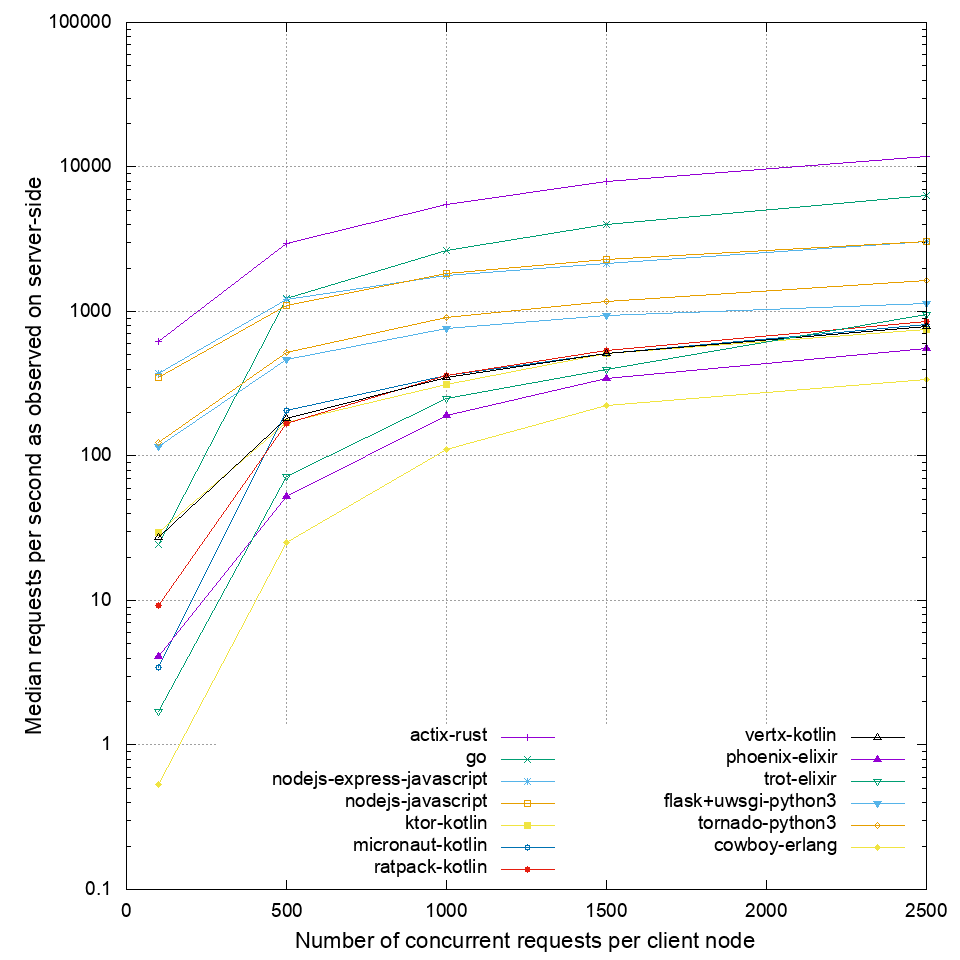 100000
10000
1000
100
10
1
0.1
Median requests per second as observed on server-side
actix-rust
go
nodejs-express-javascript
nodejs-javascript
ktor-kotlin
micronaut-kotlin
ratpack-kotlin
vertx-kotlin
phoenix-elixir
trot-elixir
flask+uwsgi-python3
tornado-python3
cowboy-erlang
0 500 1000 1500 2000 2500
Number of concurrent requests per client node